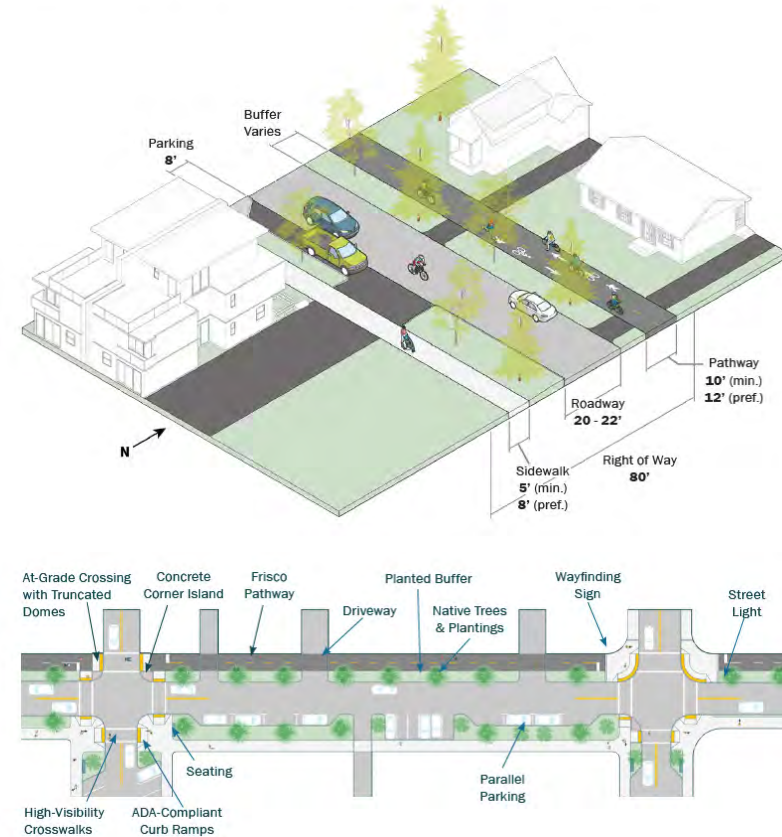 Buffer
Varies
Parking
8’
Pathway
10’ (min.)
12’ (pref.)
Roadway
20 - 22’
N
Right of Way
80’
Sidewalk
5’ (min.)
8’ (pref.)
At-Grade Crossing
with Truncated
Domes
Concrete
Corner Island
Frisco
Pathway
Driveway
Planted Buffer
Native Trees
& Plantings
Wayfinding
Sign
Street
Light
Seating
Parallel
Parking
High-Visibility
Crosswalks
ADA-Compliant
Curb Ramps